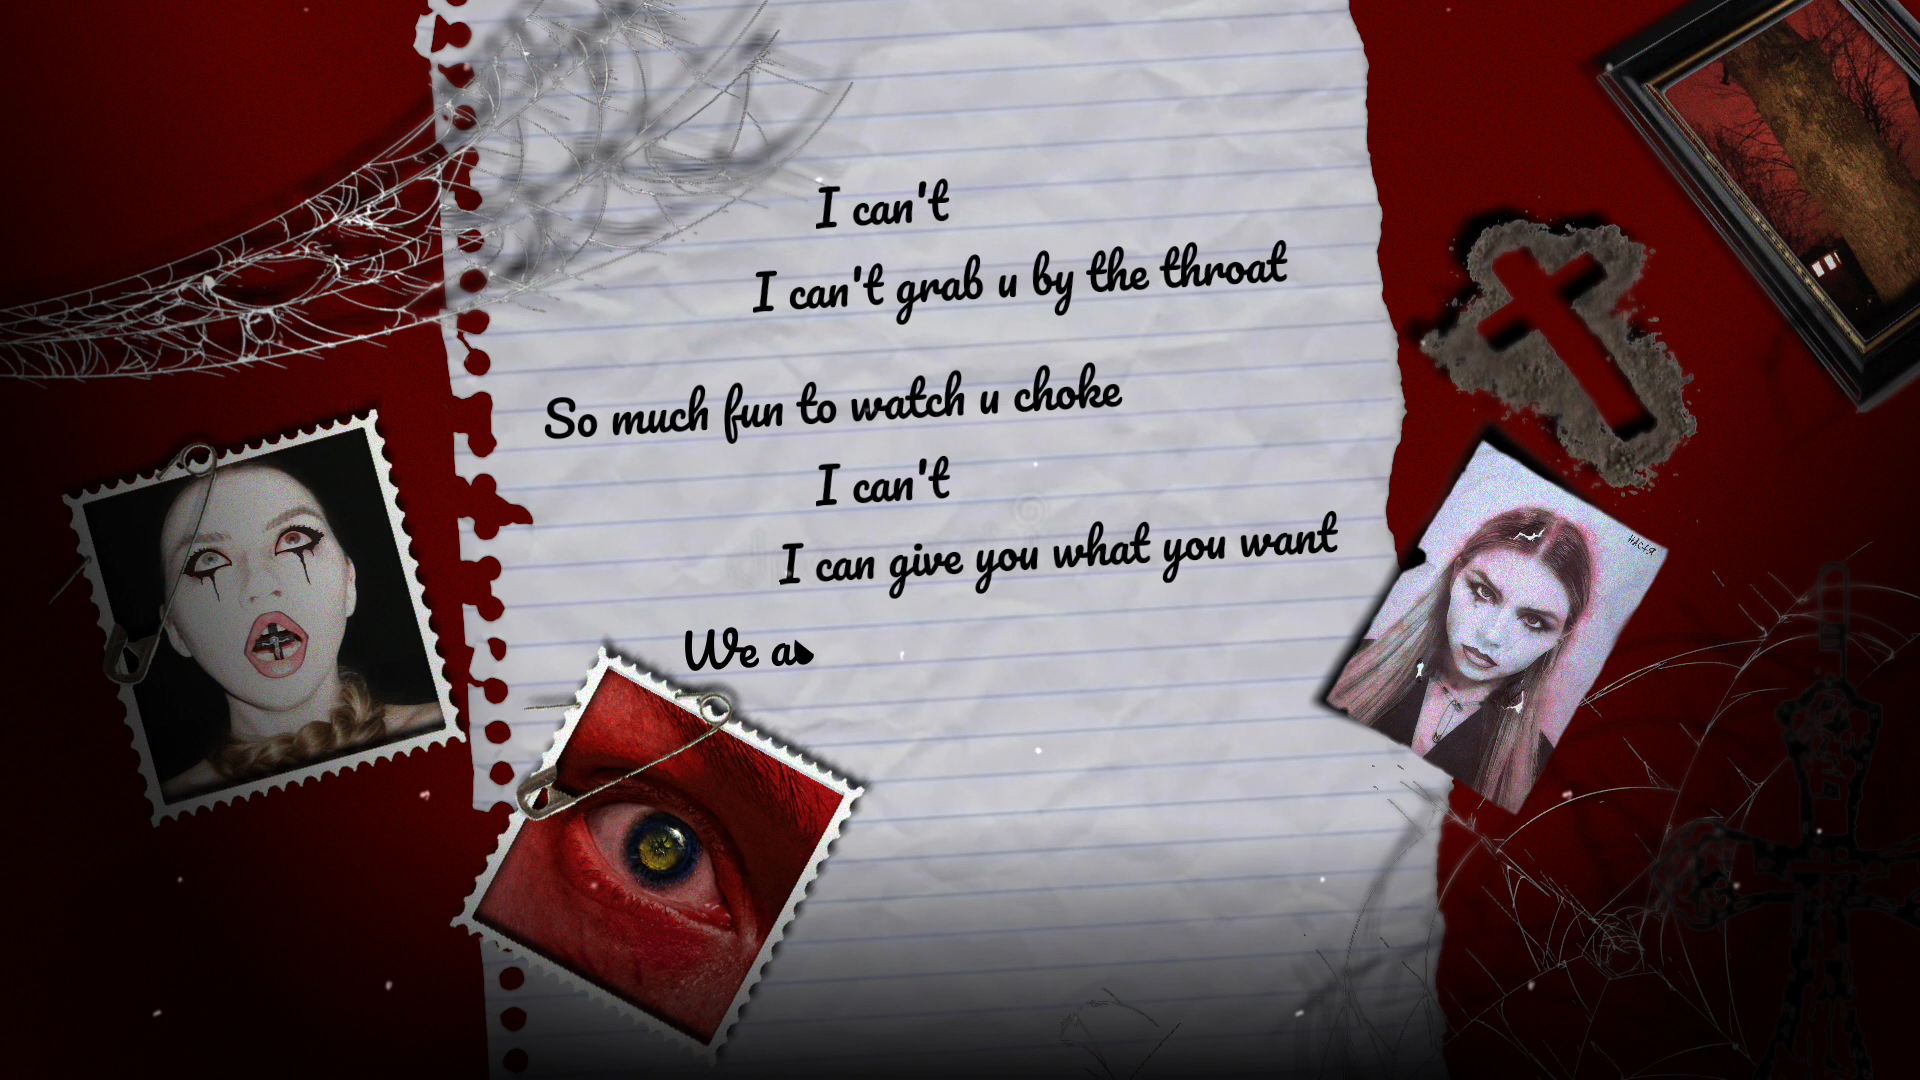 I can't
I can't grab u by the throat
So much fun to watch u choke
I can't
I can give you what you want
We a